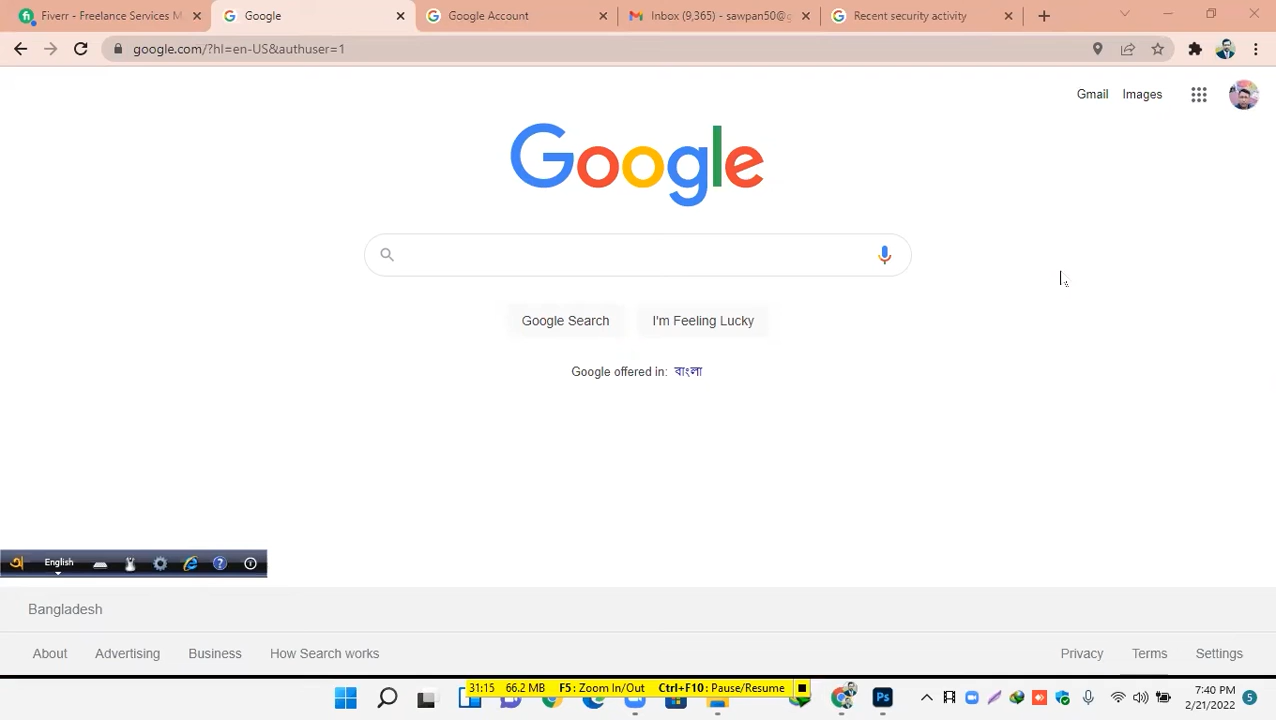 Fiverr - Freelance Services M
Google
Google Account
Inbox (9,365) - sawpan50@g
Recent security activity
google.com/?hl=en-US&authuser=1
Gmail
Images
Google
Google Search
I'm Feeling Lucky
Google offered in: বাংলা
অ English
Bangladesh
About
Advertising
Business
How Search works
Privacy
Terms
Settings
31:15 66.2 MB F5: Zoom In/Out Ctrl+F10: Pause/Resume
Ps
7:40 PM
2/21/2022
5